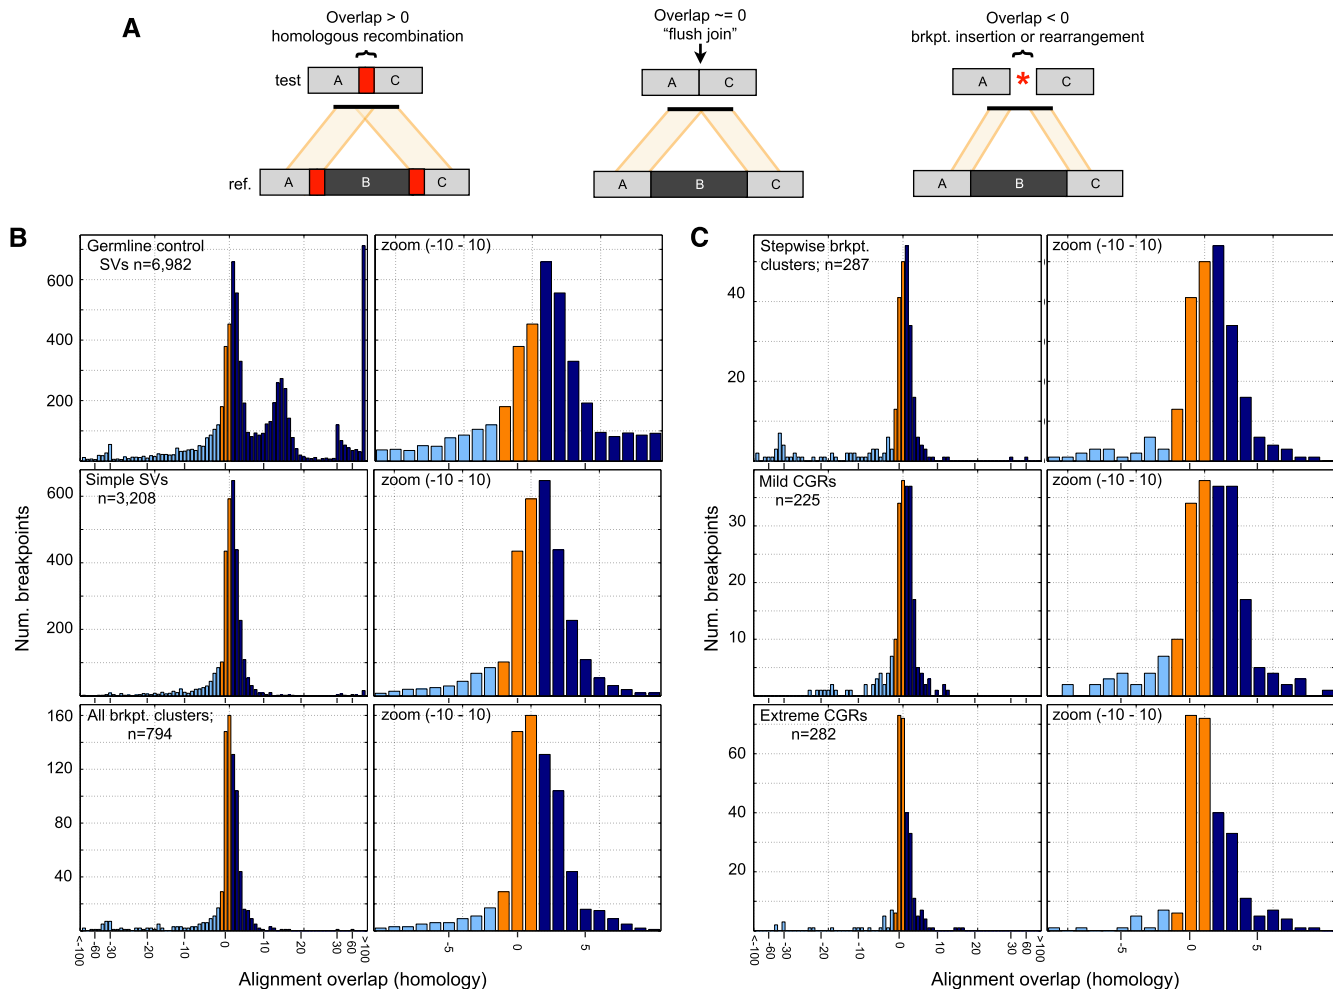 A
Overlap > 0
homologous recombination
test
A
C
ref.
A
B
C
Overlap ~= 0
“flush join”
A
C
A
B
C
Overlap < 0
brkpt. insertion or rearrangement
A
*
C
A
B
C
B
Num. breakpoints
Germline control
SVs n=6,982
zoom (-10 - 10)
600
400
200
Simple SVs
n=3,208
zoom (-10 - 10)
600
400
200
All brkpt. clusters;
n=794
zoom (-10 - 10)
160
120
80
40
<100 -60 -30 -20 -10 0 10 20 30 60 >100
-5 0 5
Alignment overlap (homology)
C
Num. breakpoints
Stepwise brkpt.
clusters; n=287
zoom (-10 - 10)
40
20
Mild CGRs
n=225
zoom (-10 - 10)
30
20
10
Extreme CGRs
n=282
zoom (-10 - 10)
60
40
20
<100 -60 -30 -20 -10 0 10 20 30 60 >100
-5 0 5
Alignment overlap (homology)